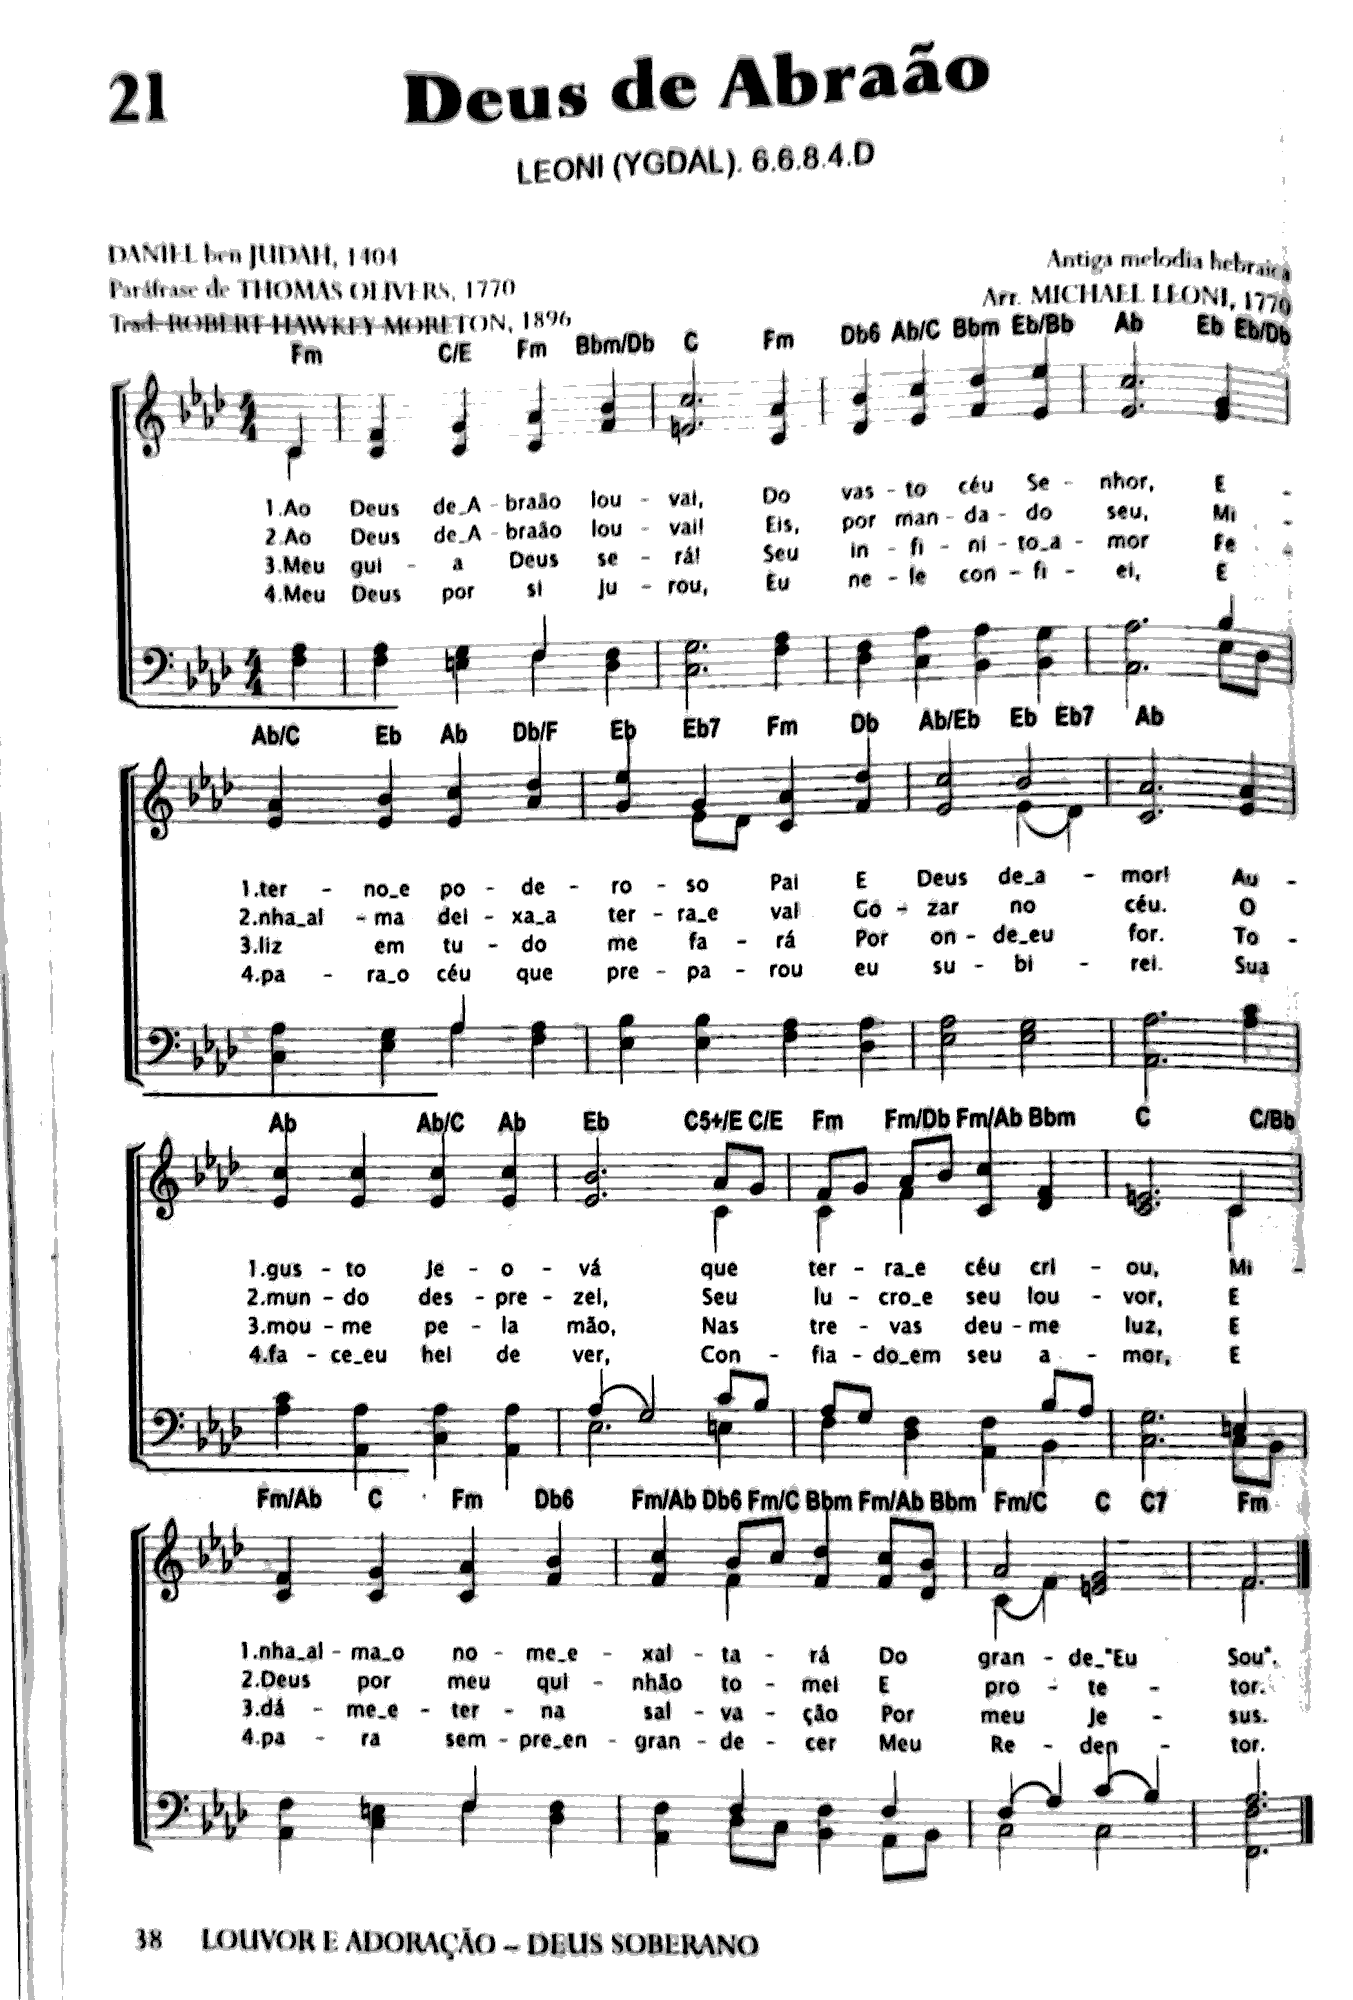 21
Deus de Abraão
LEONI (YGDAL). 6.6.8.4.D
DANIEL ben JUDAH, 1404
Paráfrase de THOMAS OLIVERS, 1770
Trad. ROBERT HAWKEY MORETON, 1896
Antiga melodia hebraica
Arr. MICHAEL LEONI, 1770
Fm C/E Fm Bbm/Db C Fm Db6 Ab/C Bbm Eb/Bb Ab Eb Eb/Db
1.Ao Deus de_A - braão lou - vai, Do vas - to céu Se - nhor, E -
2.Ao Deus de_A - braão lou - vai! Eis, por man - da - do seu, Mi -
3.Meu gui - a Deus se - rá! Seu in - fi - ni - to_a - mor Fe -
4.Meu Deus por si ju - rou, Eu ne - le con - fi - ei, E
Ab/C Eb Ab Db/F Eb Eb7 Fm Db Ab/Eb Eb Eb7 Ab
1.ter - no_e po - de - ro - so Pai E Deus de_a - mor! Au -
2.nha_al - ma dei - xa_a ter - ra_e vai Go - zar no céu. O
3.liz em tu - do me fa - rá Por on - de_eu for. To -
4.pa - ra_o céu que pre - pa - rou eu su - bi - rei. Sua
Ab Ab/C Ab Eb C5+/E C/E Fm Fm/Db Fm/Ab Bbm C C/Bb
1.gus - to Je - o - vá que ter - ra_e céu cri - ou, Mi -
2.mun - do des - pre - zei, Seu lu - cro_e seu lou - vor, E
3.mou - me pe - la mão, Nas tre - vas deu - me luz, E
4.fa - ce_eu hei de ver, Con - fia - do_em seu a - mor, E
Fm/Ab C Fm Db6 Fm/Ab Db6 Fm/C Bbm Fm/Ab Bbm Fm/C C C7 Fm
1.nha_al - ma_o no - me_e - xal - ta - rá Do gran - de_"Eu Sou".
2.Deus por meu qui - nhão to - mei E pro - te - tor.
3.dá - me_e - ter - na sal - va - ção Por meu Je - sus.
4.pa - ra sem - pre_en - gran - de - cer Meu Re - den - tor.
38 LOUVOR E ADORAÇÃO – DEUS SOBERANO